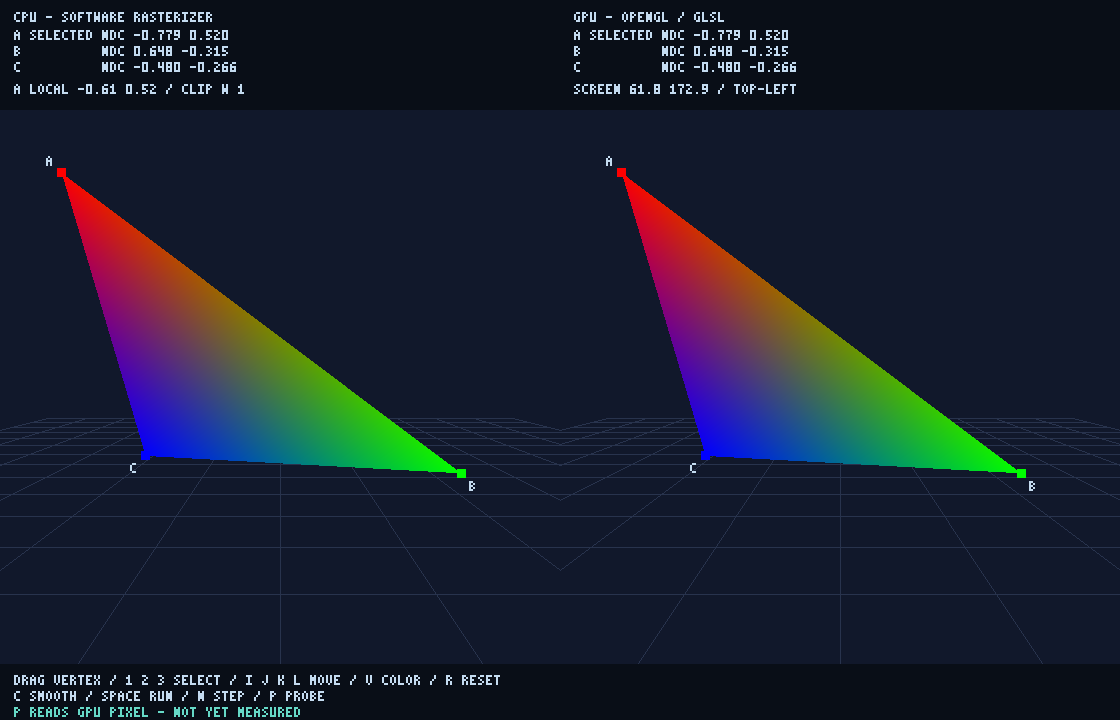 CPU - SOFTWARE RASTERIZER
A SELECTED NDC -0.779 0.520
B NDC 0.648 -0.315
C NDC -0.480 -0.266
A LOCAL -0.61 0.52 / CLIP W 1
GPU - OPENGL / GLSL
A SELECTED NDC -0.779 0.520
B NDC 0.648 -0.315
C NDC -0.480 -0.266
SCREEN 61.8 172.9 / TOP-LEFT
A
C
B
A
C
B
DRAG VERTEX / 1 2 3 SELECT / I J K L MOVE / V COLOR / R RESET
C SMOOTH / SPACE RUN / N STEP / P PROBE
P READS GPU PIXEL - NOT YET MEASURED